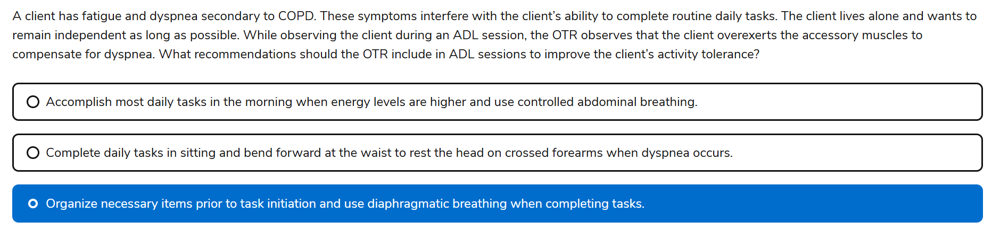 A client has fatigue and dyspnea secondary to COPD. These symptoms interfere with the client’s ability to complete routine daily tasks. The client lives alone and wants to
remain independent as long as possible. While observing the client during an ADL session, the OTR observes that the client overexerts the accessory muscles to
compensate for dyspnea. What recommendations should the OTR include in ADL sessions to improve the client’s activity tolerance?
Accomplish most daily tasks in the morning when energy levels are higher and use controlled abdominal breathing.
Complete daily tasks in sitting and bend forward at the waist to rest the head on crossed forearms when dyspnea occurs.
Organize necessary items prior to task initiation and use diaphragmatic breathing when completing tasks.